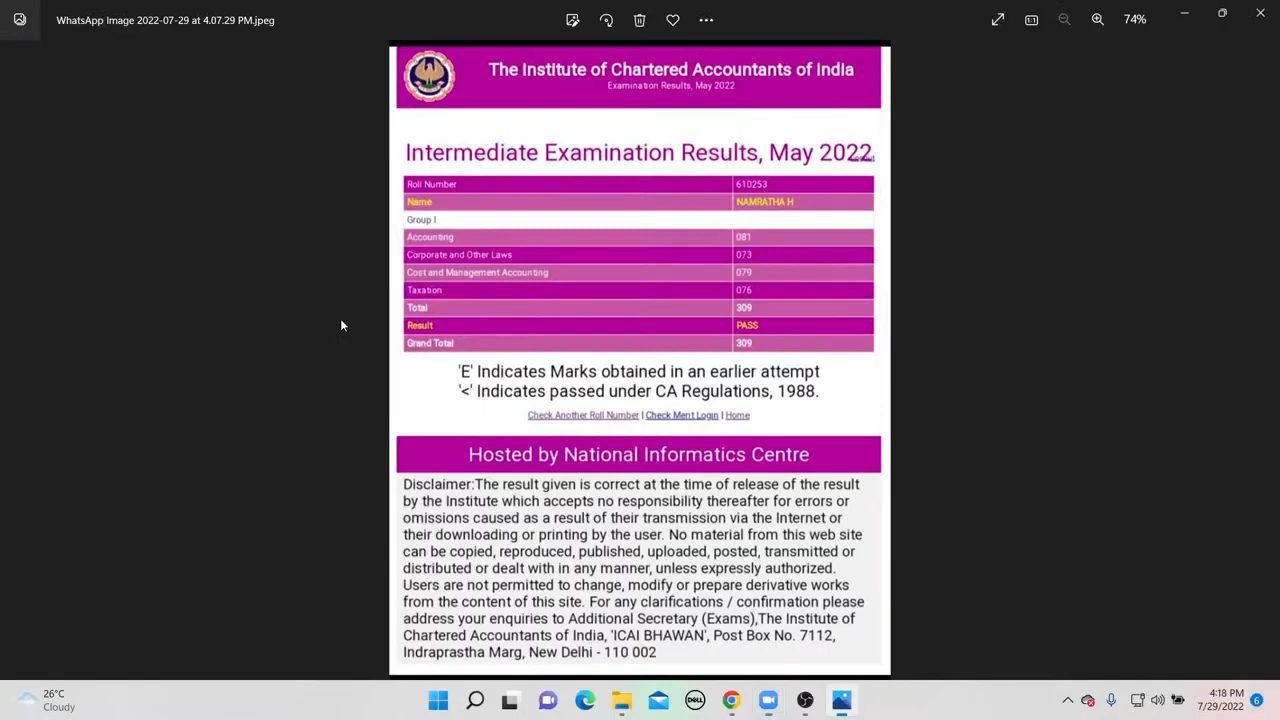 WhatsApp Image 2022-07-29 at 4.07.29 PM.jpeg
74%
The Institute of Chartered Accountants of India
Examination Results, May 2022
Intermediate Examination Results, May 2022
Roll Number 610253
Name NAMRATHA H
Group I
Accounting 081
Corporate and Other Laws 073
Cost and Management Accounting 079
Taxation 076
Total 309
Result PASS
Grand Total 309
'E' Indicates Marks obtained in an earlier attempt
'<' Indicates passed under CA Regulations, 1988.
Check Another Roll Number | Check Merit Login | Home
Hosted by National Informatics Centre
Disclaimer:The result given is correct at the time of release of the result
by the Institute which accepts no responsibility thereafter for errors or
omissions caused as a result of their transmission via the Internet or
their downloading or printing by the user. No material from this web site
can be copied, reproduced, published, uploaded, posted, transmitted or
distributed or dealt with in any manner, unless expressly authorized.
Users are not permitted to change, modify or prepare derivative works
from the content of this site. For any clarifications / confirmation please
address your enquiries to Additional Secretary (Exams),The Institute of
Chartered Accountants of India, 'ICAI BHAWAN', Post Box No. 7112,
Indraprastha Marg, New Delhi - 110 002
26°C
Cloudy
DELL
4:18 PM
7/29/2022
6